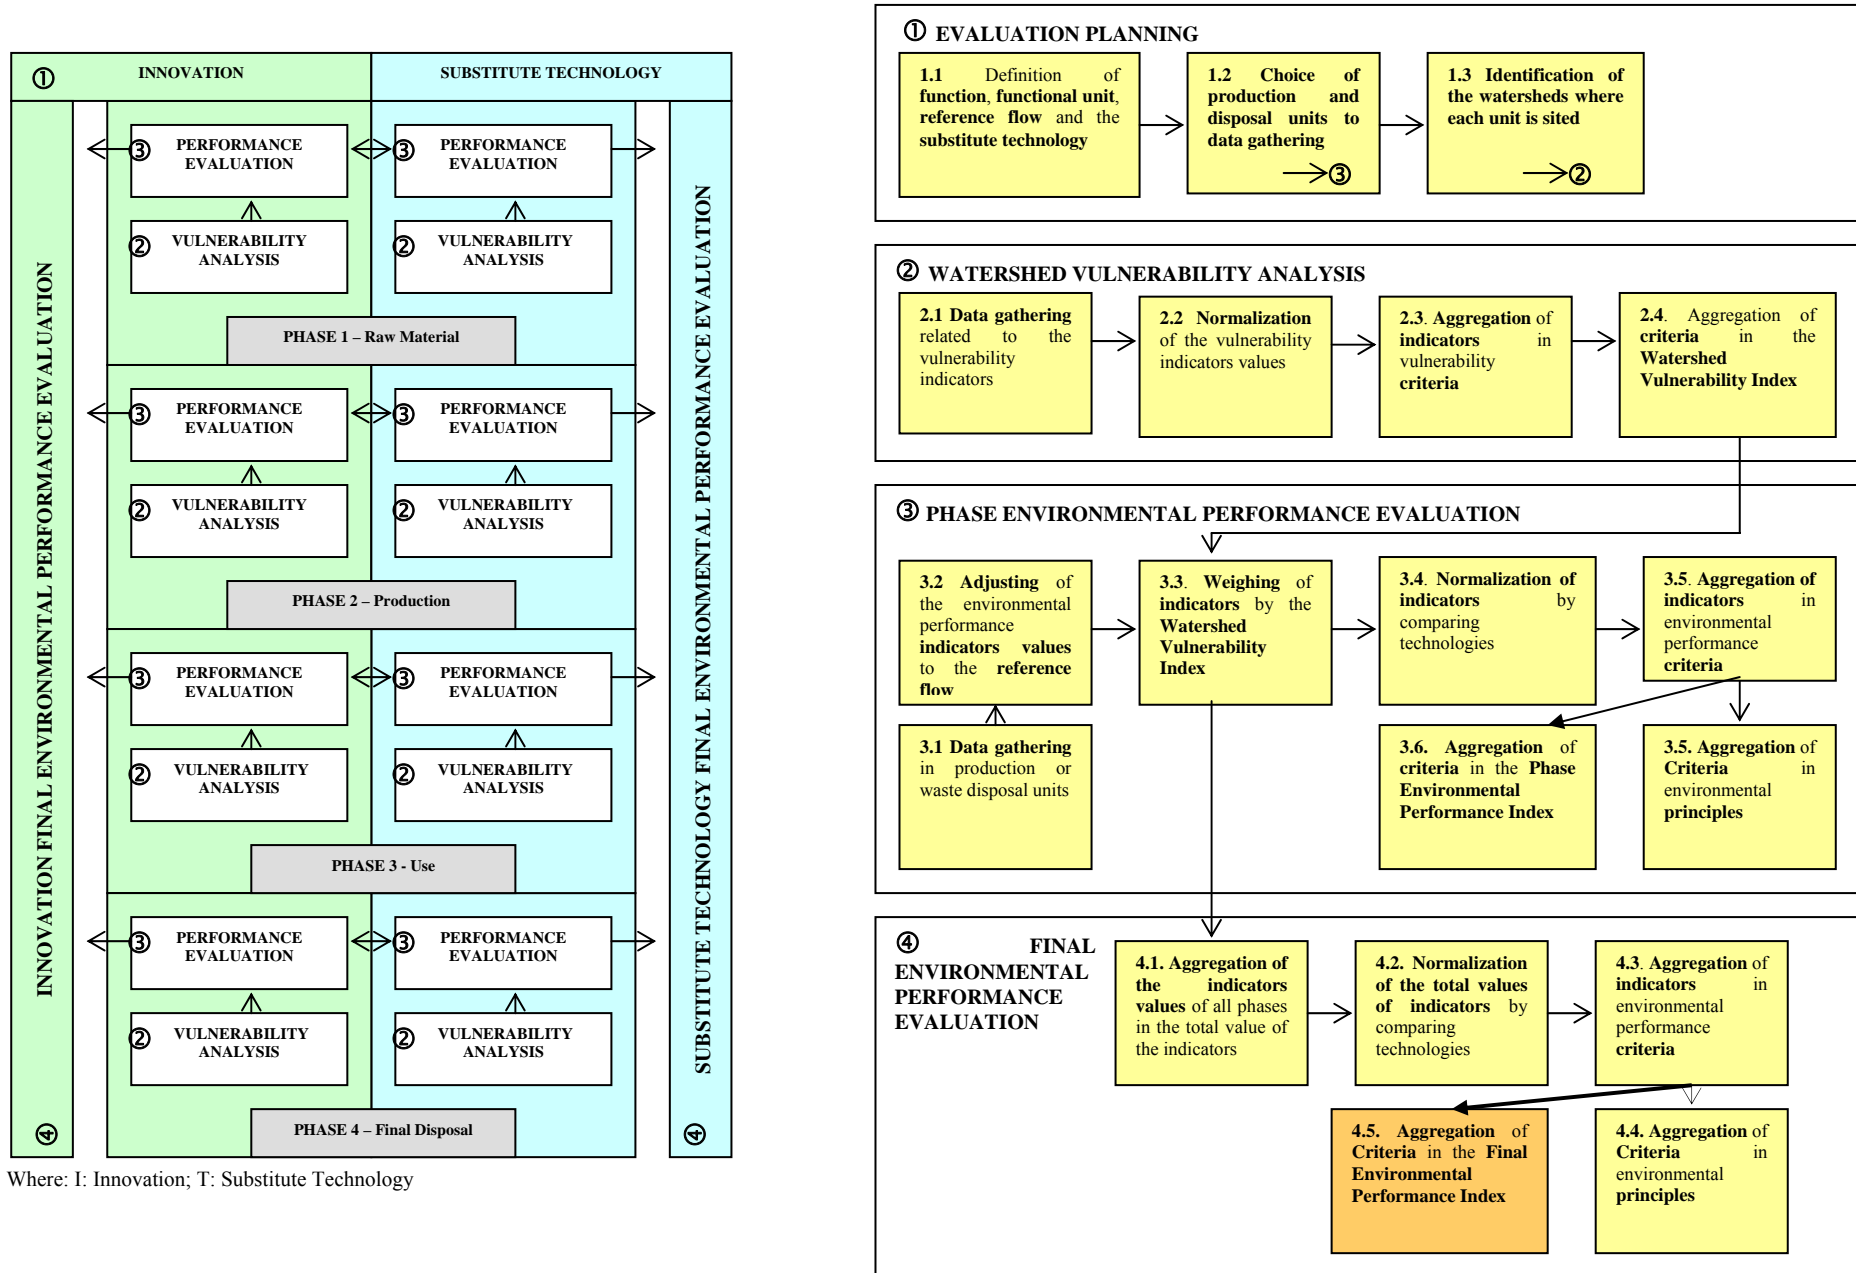 ①
INNOVATION
SUBSTITUTE TECHNOLOGY
INNOVATION FINAL ENVIRONMENTAL PERFORMANCE EVALUATION
④
③
PERFORMANCE
EVALUATION
③
PERFORMANCE
EVALUATION
②
VULNERABILITY
ANALYSIS
②
VULNERABILITY
ANALYSIS
PHASE 1 – Raw Material
③
PERFORMANCE
EVALUATION
③
PERFORMANCE
EVALUATION
②
VULNERABILITY
ANALYSIS
②
VULNERABILITY
ANALYSIS
PHASE 2 – Production
③
PERFORMANCE
EVALUATION
③
PERFORMANCE
EVALUATION
②
VULNERABILITY
ANALYSIS
②
VULNERABILITY
ANALYSIS
PHASE 3 - Use
③
PERFORMANCE
EVALUATION
③
PERFORMANCE
EVALUATION
②
VULNERABILITY
ANALYSIS
②
VULNERABILITY
ANALYSIS
PHASE 4 – Final Disposal
SUBSTITUTE TECHNOLOGY FINAL ENVIRONMENTAL PERFORMANCE EVALUATION
④
Where: I: Innovation; T: Substitute Technology
① EVALUATION PLANNING
1.1 Definition of
function, functional unit,
reference flow and the
substitute technology
1.2 Choice of
production and
disposal units to
data gathering
③
1.3 Identification of
the watersheds where
each unit is sited
②
② WATERSHED VULNERABILITY ANALYSIS
2.1 Data gathering
related to the
vulnerability
indicators
2.2 Normalization
of the vulnerability
indicators values
2.3. Aggregation of
indicators in
vulnerability
criteria
2.4. Aggregation of
criteria in the
Watershed
Vulnerability Index
③ PHASE ENVIRONMENTAL PERFORMANCE EVALUATION
3.2 Adjusting of
the environmental
performance
indicators values
to the reference
flow
3.3. Weighing of
indicators by the
Watershed
Vulnerability
Index
3.4. Normalization of
indicators by
comparing
technologies
3.5. Aggregation of
indicators in
environmental
performance
criteria
3.1 Data gathering
in production or
waste disposal units
3.6. Aggregation of
criteria in the Phase
Environmental
Performance Index
3.5. Aggregation of
Criteria in
environmental
principles
④ FINAL
ENVIRONMENTAL
PERFORMANCE
EVALUATION
4.1. Aggregation of
the indicators
values of all phases
in the total value of
the indicators
4.2. Normalization
of the total values
of indicators by
comparing
technologies
4.3. Aggregation of
indicators in
environmental
performance
criteria
4.5. Aggregation of
Criteria in the Final
Environmental
Performance Index
4.4. Aggregation of
Criteria in
environmental
principles